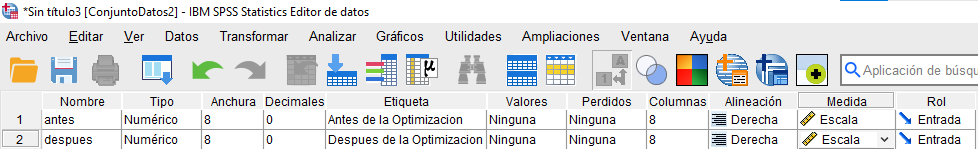 *Sin título3 [ConjuntoDatos2] - IBM SPSS Statistics Editor de datos
Archivo Editar Ver Datos Transformar Analizar Gráficos Utilidades Ampliaciones Ventana Ayuda
μ A 1 Aplicación de búsqu
Nombre Tipo Anchura Decimales Etiqueta Valores Perdidos Columnas Alineación Medida Rol
1 antes Numérico 8 0 Antes de la Optimizacion Ninguna Ninguna 8 Derecha Escala Entrada
2 despues Numérico 8 0 Despues de la Optimizacion Ninguna Ninguna 8 Derecha Escala Entrada